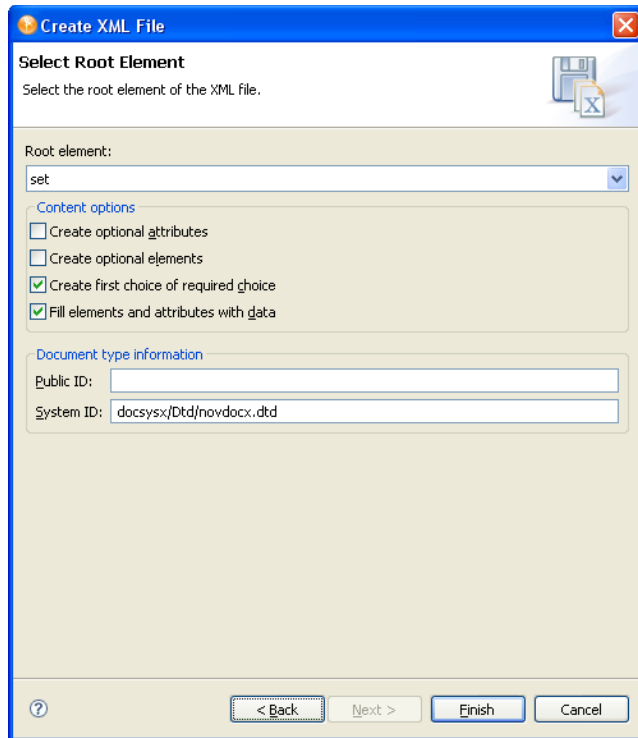 Create XML File
Select Root Element
Select the root element of the XML file.
Root element:
set
Content options
Create optional attributes
Create optional elements
Create first choice of required choice
Fill elements and attributes with data
Document type information
Public ID:
System ID: docsysx/Dtd/novdocx.dtd
? < Back Next > Finish Cancel